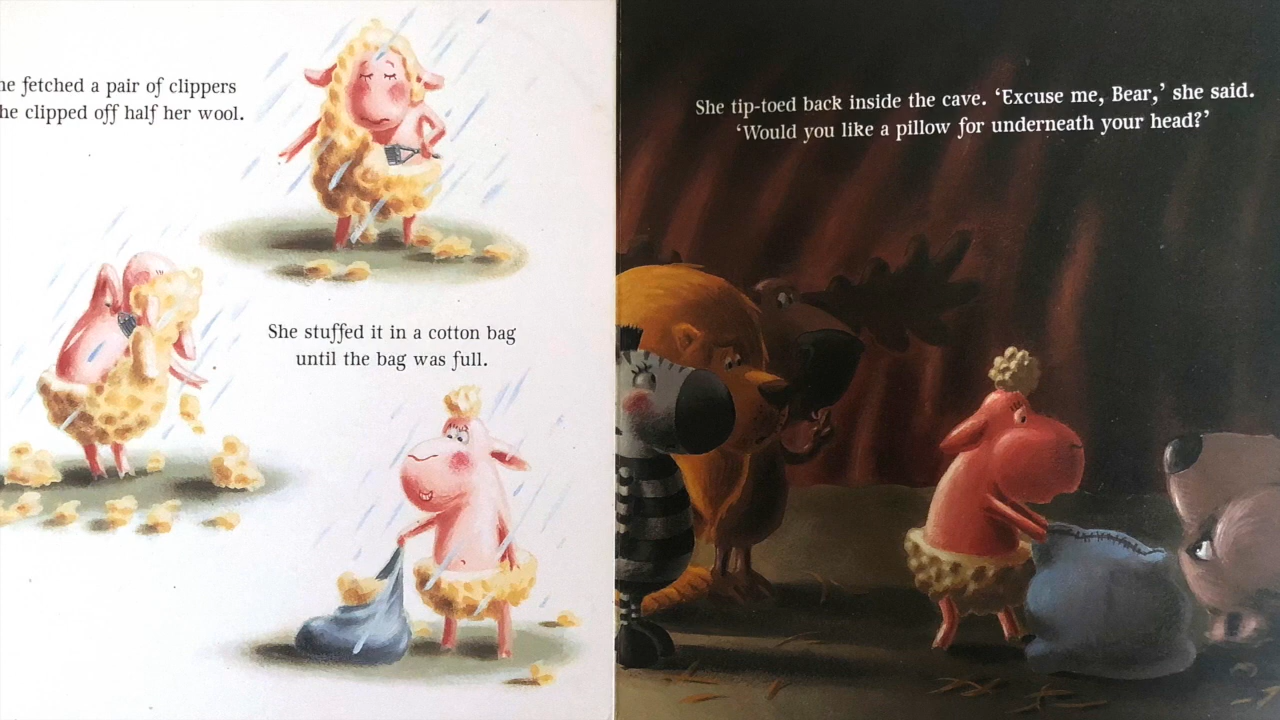 he fetched a pair of clippers
he clipped off half her wool.
She stuffed it in a cotton bag
until the bag was full.
She tip-toed back inside the cave. ‘Excuse me, Bear,’ she said.
‘Would you like a pillow for underneath your head?’